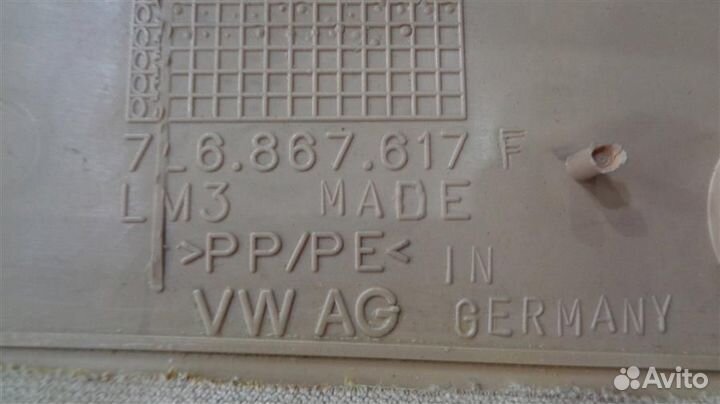 7L6.867.617 F
LM3 MADE
>PP/PE< IN
VW AG GERMANY
Avito